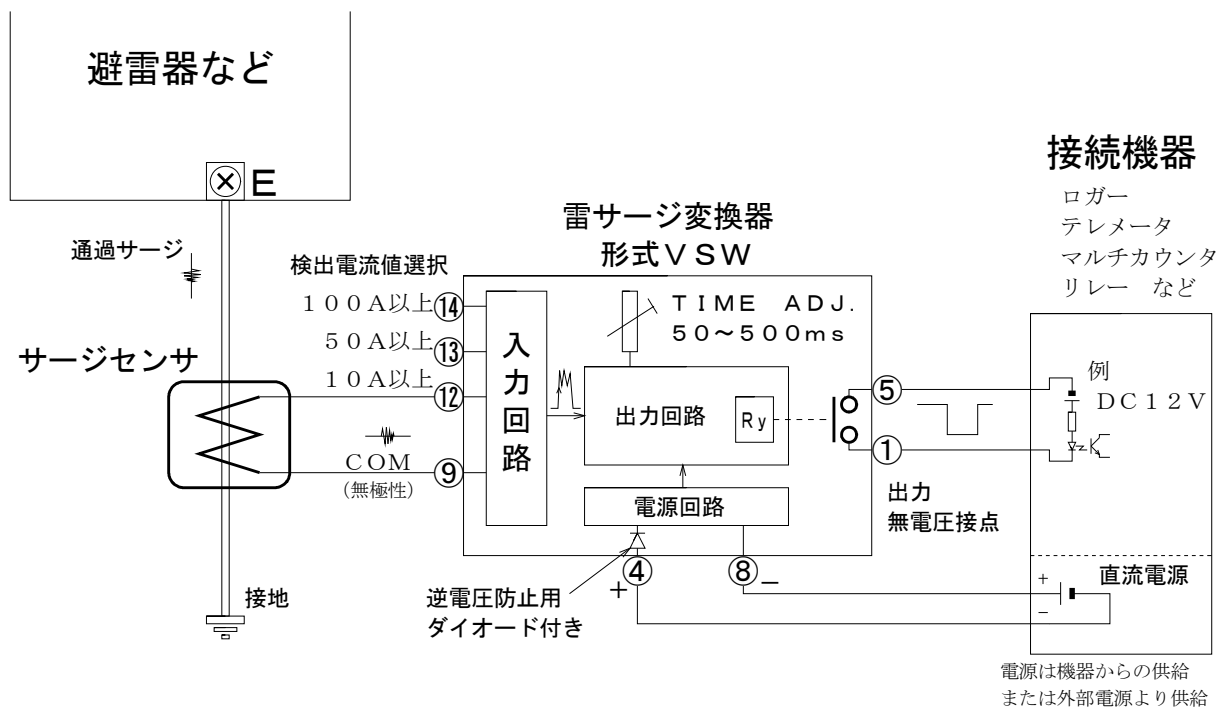 避雷器など
E
通過サージ
サージセンサ
接地
検出電流値選択
100A以上 ⑭
50A以上 ⑬
10A以上 ⑫
COM ⑨
(無極性)
雷サージ変換器
形式VSW
TIME ADJ.
50~500ms
入力回路
出力回路
Ry
電源回路
⑤
①
出力
無電圧接点
④
+
⑧
−
逆電圧防止用
ダイオード付き
接続機器
ロガー
テレメータ
マルチカウンタ
リレー など
例
DC12V
直流電源
+
−
電源は機器からの供給
または外部電源より供給